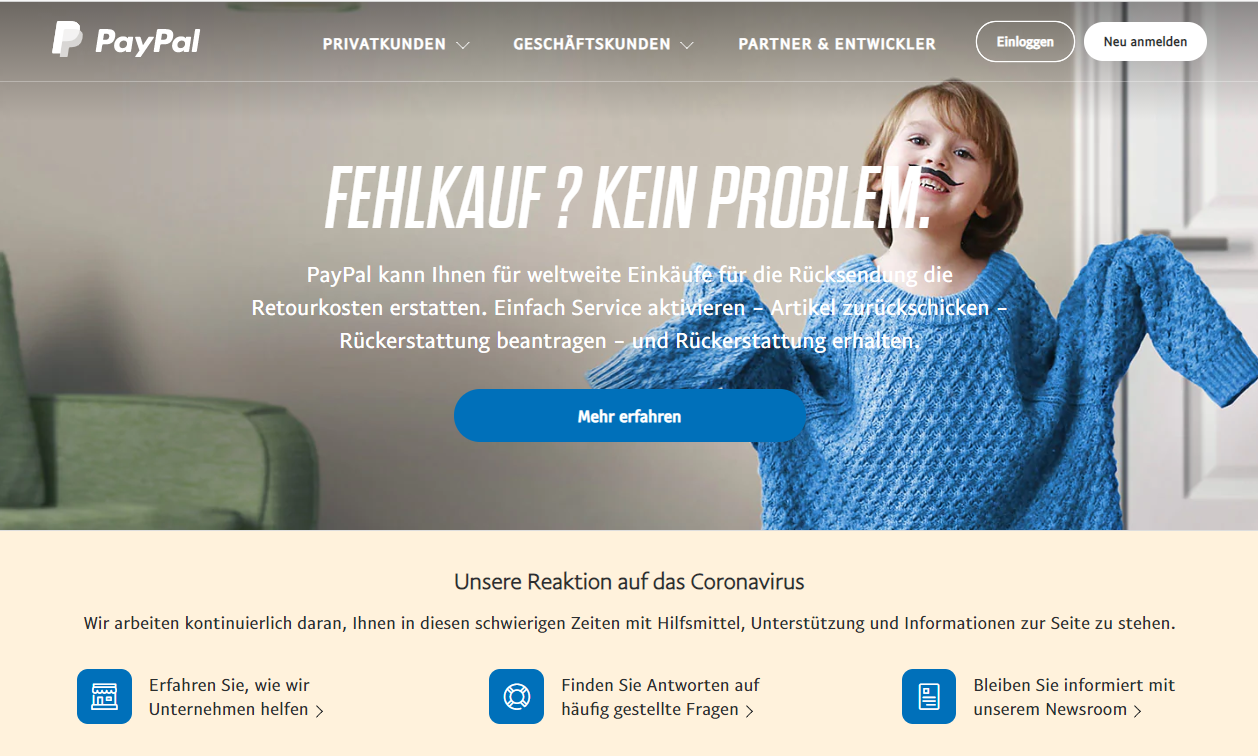 PayPal
PRIVATKUNDEN
GESCHÄFTSKUNDEN
PARTNER & ENTWICKLER
Einloggen
Neu anmelden
FEHLKAUF ? KEIN PROBLEM.
PayPal kann Ihnen für weltweite Einkäufe für die Rücksendung die
Retourkosten erstatten. Einfach Service aktivieren – Artikel zurückschicken –
Rückerstattung beantragen – und Rückerstattung erhalten.
Mehr erfahren
Unsere Reaktion auf das Coronavirus
Wir arbeiten kontinuierlich daran, Ihnen in diesen schwierigen Zeiten mit Hilfsmittel, Unterstützung und Informationen zur Seite zu stehen.
Erfahren Sie, wie wir
Unternehmen helfen
Finden Sie Antworten auf
häufig gestellte Fragen
Bleiben Sie informiert mit
unserem Newsroom